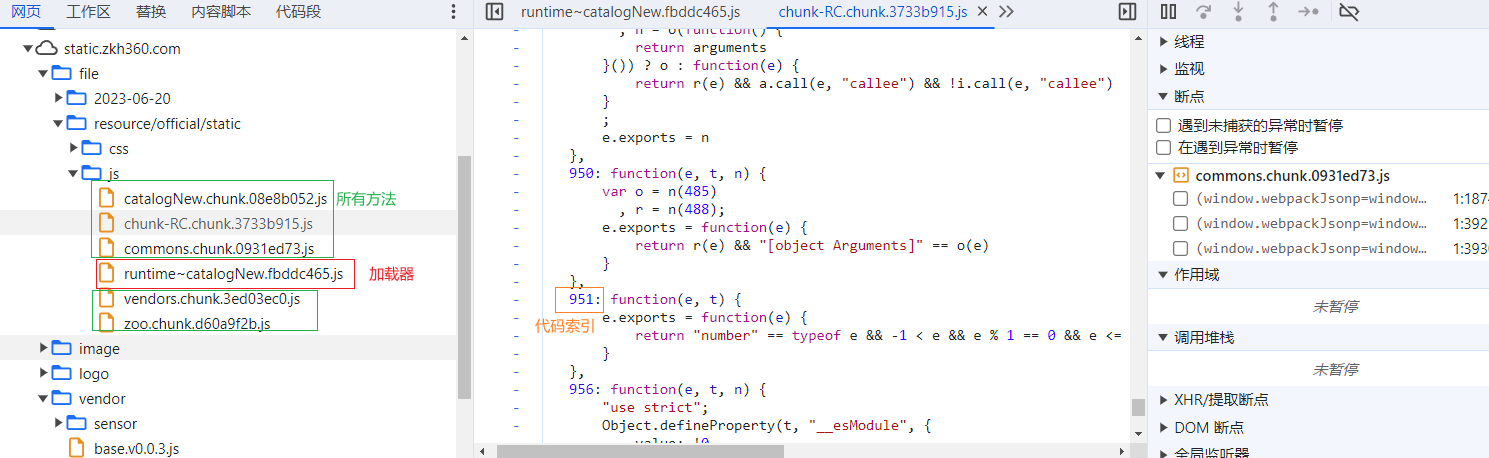 网页 工作区 替换 内容脚本 代码段
static.zkh360.com
file
2023-06-20
resource/official/static
css
js
catalogNew.chunk.08e8b052.js 所有方法
chunk-RC.chunk.3733b915.js
commons.chunk.0931ed73.js
runtime~catalogNew.fbddc465.js 加载器
vendors.chunk.3ed03ec0.js
zoo.chunk.d60a9f2b.js
image
logo
vendor
sensor
base.v0.0.3.js
runtime~catalogNew.fbddc465.js chunk-RC.chunk.3733b915.js
, n = o(function() {
return arguments
}()) ? o : function(e) {
return r(e) && a.call(e, "callee") && !i.call(e, "callee")
}
;
e.exports = n
},
950: function(e, t, n) {
var o = n(485)
, r = n(488);
e.exports = function(e) {
return r(e) && "[object Arguments]" == o(e)
}
},
951: function(e, t) {
e.exports = function(e) {
代码索引
return "number" == typeof e && -1 < e && e % 1 == 0 && e <=
}
},
956: function(e, t, n) {
"use strict";
Object.defineProperty(t, "__esModule", {
value: !0
线程
监视
断点
遇到未捕获的异常时暂停
在遇到异常时暂停
commons.chunk.0931ed73.js
(window.webpackJsonp=window… 1:187
(window.webpackJsonp=window… 1:392
(window.webpackJsonp=window… 1:393
作用域
未暂停
调用堆栈
未暂停
XHR/提取断点
DOM 断点
全局监听器